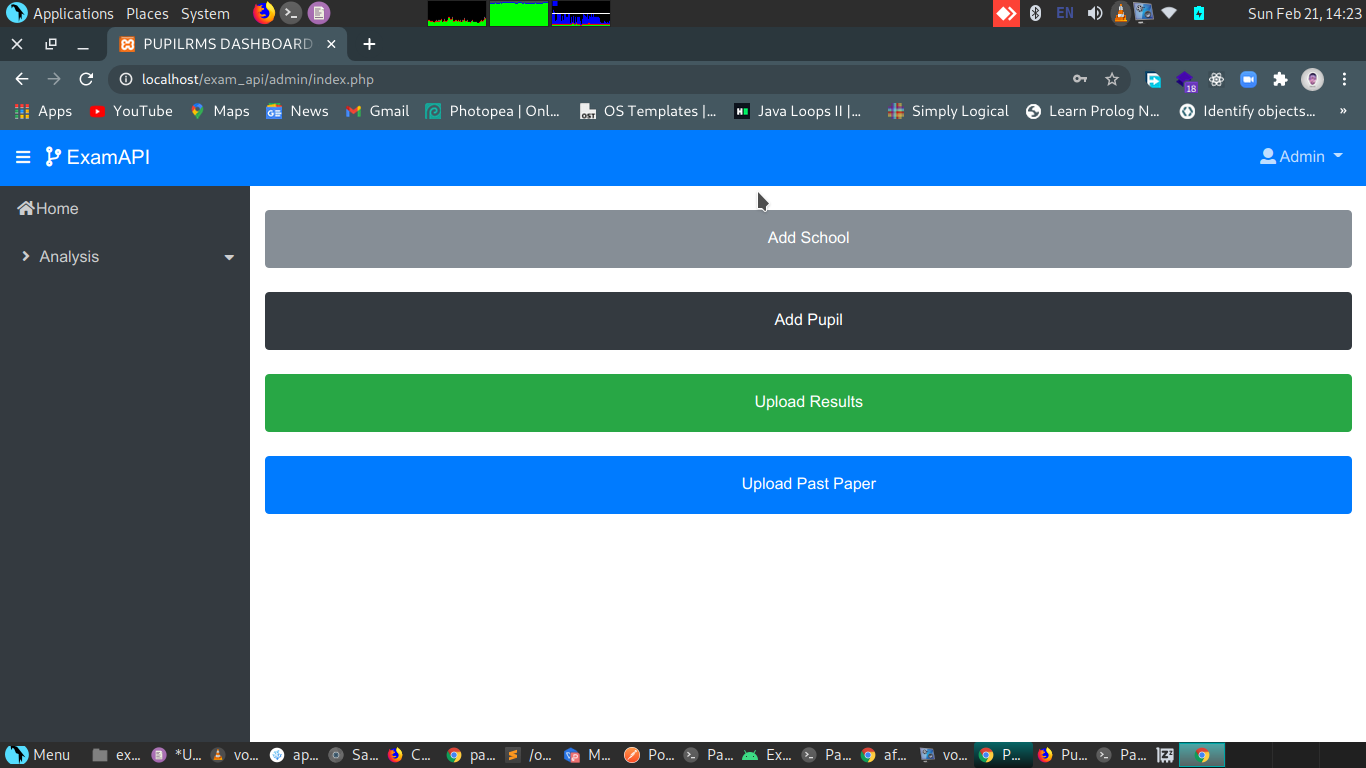 Applications Places System EN Sun Feb 21, 14:23
PUPILRMS DASHBOARD
localhost/exam_api/admin/index.php
18
Apps YouTube Maps News Gmail Photopea | Onl... OS Templates |... Java Loops II |... Simply Logical Learn Prolog N... Identify objects... »
ExamAPI Admin
Home
Analysis
Add School
Add Pupil
Upload Results
Upload Past Paper
Menu ex... *U... vo... ap... Sa... C... pa... /o... M... Po... Pa... Ex... Pa... af... vo... P... Pu... Pa...